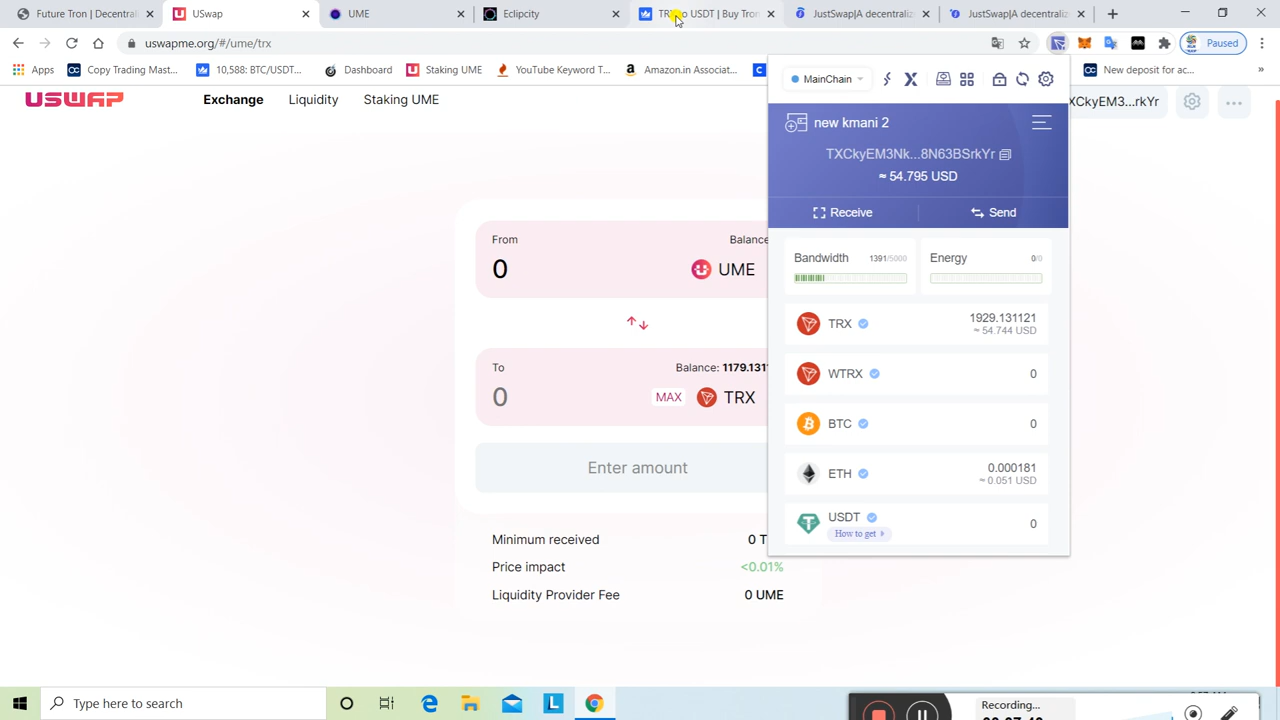 Future Tron | Decentrali
USwap
UME
Eclipcity
TRX to USDT | Buy Tron
JustSwap|A decentraliz
JustSwap|A decentraliz
uswapme.org/#/ume/trx
Paused
Apps
Copy Trading Mast...
10,588: BTC/USDT...
Dashboard
Staking UME
YouTube Keyword T...
Amazon.in Associat...
New deposit for ac...
»
USWAP
Exchange
Liquidity
Staking UME
XCkyEM3...rkYr
MainChain
new kmani 2
TXCkyEM3Nk...8N63BSrkYr
≈ 54.795 USD
Receive
Send
Bandwidth 1391/5000
Energy 0/0
TRX 1929.131121
≈ 54.744 USD
WTRX 0
BTC 0
ETH 0.000181
≈ 0.051 USD
USDT 0
How to get
From Balance
0 UME
To Balance: 1179.131
0 MAX TRX
Enter amount
Minimum received 0 T
Price impact <0.01%
Liquidity Provider Fee 0 UME
Type here to search
Recording...